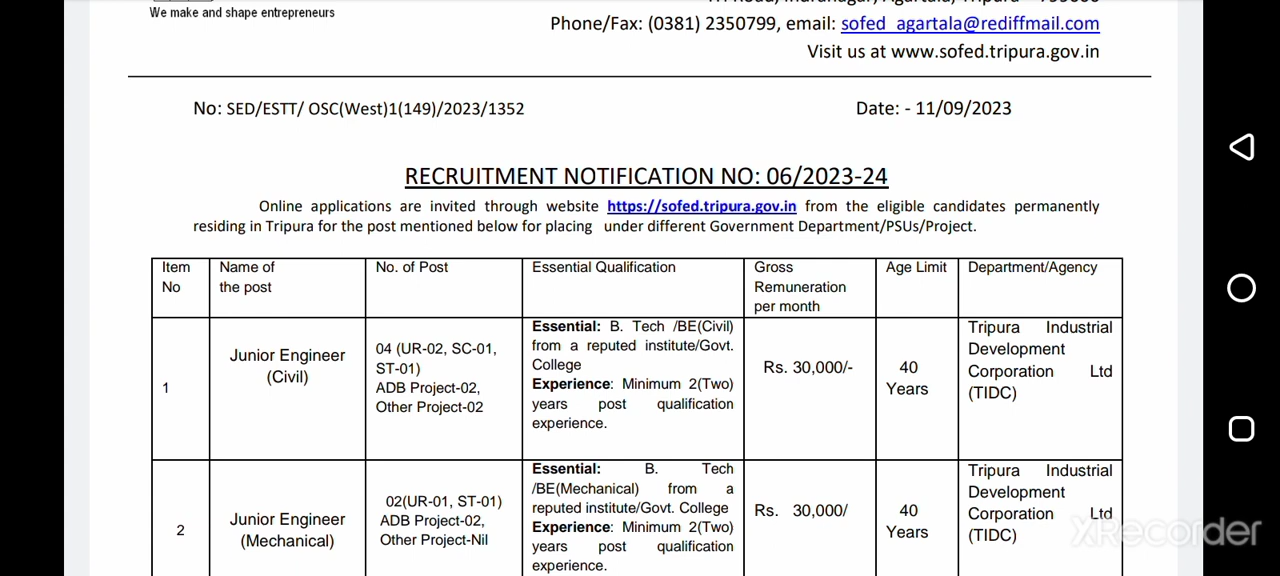 We make and shape entrepreneurs
Phone/Fax: (0381) 2350799, email: sofed_agartala@rediffmail.com
Visit us at www.sofed.tripura.gov.in
No: SED/ESTT/ OSC(West)1(149)/2023/1352
Date: - 11/09/2023
RECRUITMENT NOTIFICATION NO: 06/2023-24
Online applications are invited through website https://sofed.tripura.gov.in from the eligible candidates permanently
residing in Tripura for the post mentioned below for placing under different Government Department/PSUs/Project.
Item
No
Name of
the post
No. of Post
Essential Qualification
Gross
Remuneration
per month
Age Limit
Department/Agency
1
Junior Engineer
(Civil)
04 (UR-02, SC-01,
ST-01)
ADB Project-02,
Other Project-02
Essential: B. Tech /BE(Civil)
from a reputed institute/Govt.
College
Experience: Minimum 2(Two)
years post qualification
experience.
Rs. 30,000/-
40
Years
Tripura Industrial
Development
Corporation Ltd
(TIDC)
2
Junior Engineer
(Mechanical)
02(UR-01, ST-01)
ADB Project-02,
Other Project-Nil
Essential: B. Tech
/BE(Mechanical) from a
reputed institute/Govt. College
Experience: Minimum 2(Two)
years post qualification
experience.
Rs. 30,000/
40
Years
Tripura Industrial
Development
Corporation Ltd
(TIDC)
XRecorder